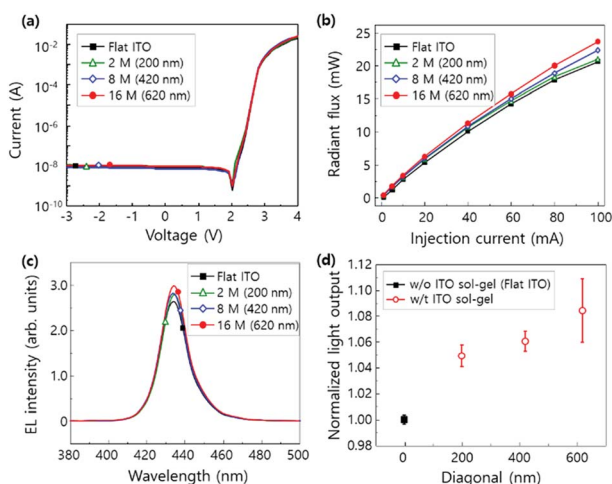 (a)
10⁻²
10⁻⁴
10⁻⁶
10⁻⁸
10⁻¹⁰
Current (A)
Flat ITO
2 M (200 nm)
8 M (420 nm)
16 M (620 nm)
-3 -2 -1 0 1 2 3 4
Voltage (V)
(b)
25
20
15
10
5
0
Radiant flux (mW)
Flat ITO
2 M (200 nm)
8 M (420 nm)
16 M (620 nm)
0 20 40 60 80 100
Injection current (mA)
(c)
3.0
2.0
1.0
0
EL intensity (arb. units)
Flat ITO
2 M (200 nm)
8 M (420 nm)
16 M (620 nm)
380 400 420 440 460 480 500
Wavelength (nm)
(d)
1.12
1.10
1.08
1.06
1.04
1.02
1.00
0.98
Normalized light output
w/o ITO sol-gel (Flat ITO)
w/t ITO sol-gel
0 200 400 600
Diagonal (nm)